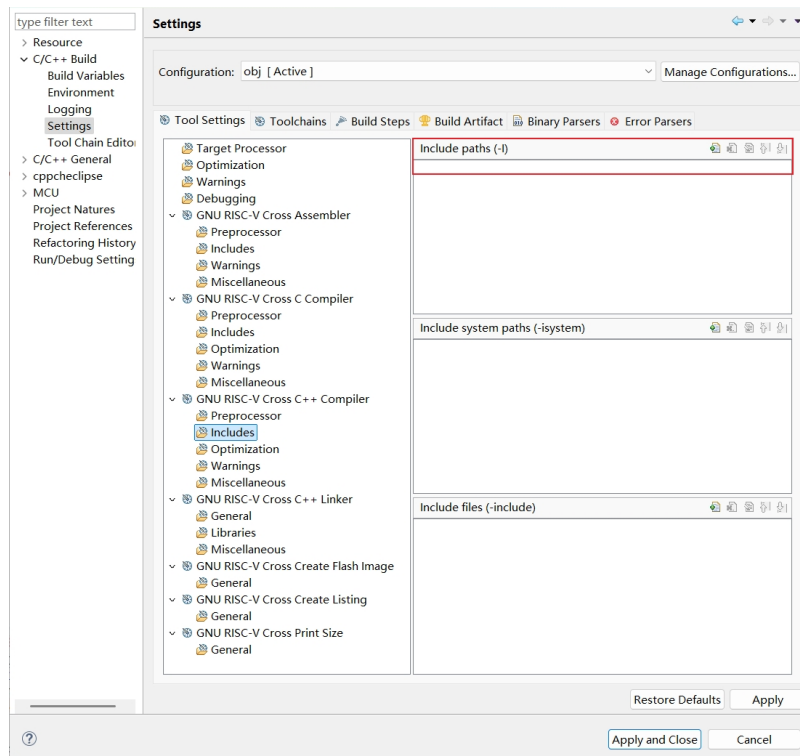 type filter text
Resource
C/C++ Build
Build Variables
Environment
Logging
Settings
Tool Chain Edito
C/C++ General
cppcheclipse
MCU
Project Natures
Project References
Refactoring History
Run/Debug Setting
Settings
Configuration: obj [ Active ] Manage Configurations...
Tool Settings Toolchains Build Steps Build Artifact Binary Parsers Error Parsers
Target Processor
Optimization
Warnings
Debugging
GNU RISC-V Cross Assembler
Preprocessor
Includes
Warnings
Miscellaneous
GNU RISC-V Cross C Compiler
Preprocessor
Includes
Optimization
Warnings
Miscellaneous
GNU RISC-V Cross C++ Compiler
Preprocessor
Includes
Optimization
Warnings
Miscellaneous
GNU RISC-V Cross C++ Linker
General
Libraries
Miscellaneous
GNU RISC-V Cross Create Flash Image
General
GNU RISC-V Cross Create Listing
General
GNU RISC-V Cross Print Size
General
Include paths (-I)
Include system paths (-isystem)
Include files (-include)
Restore Defaults Apply
Apply and Close Cancel